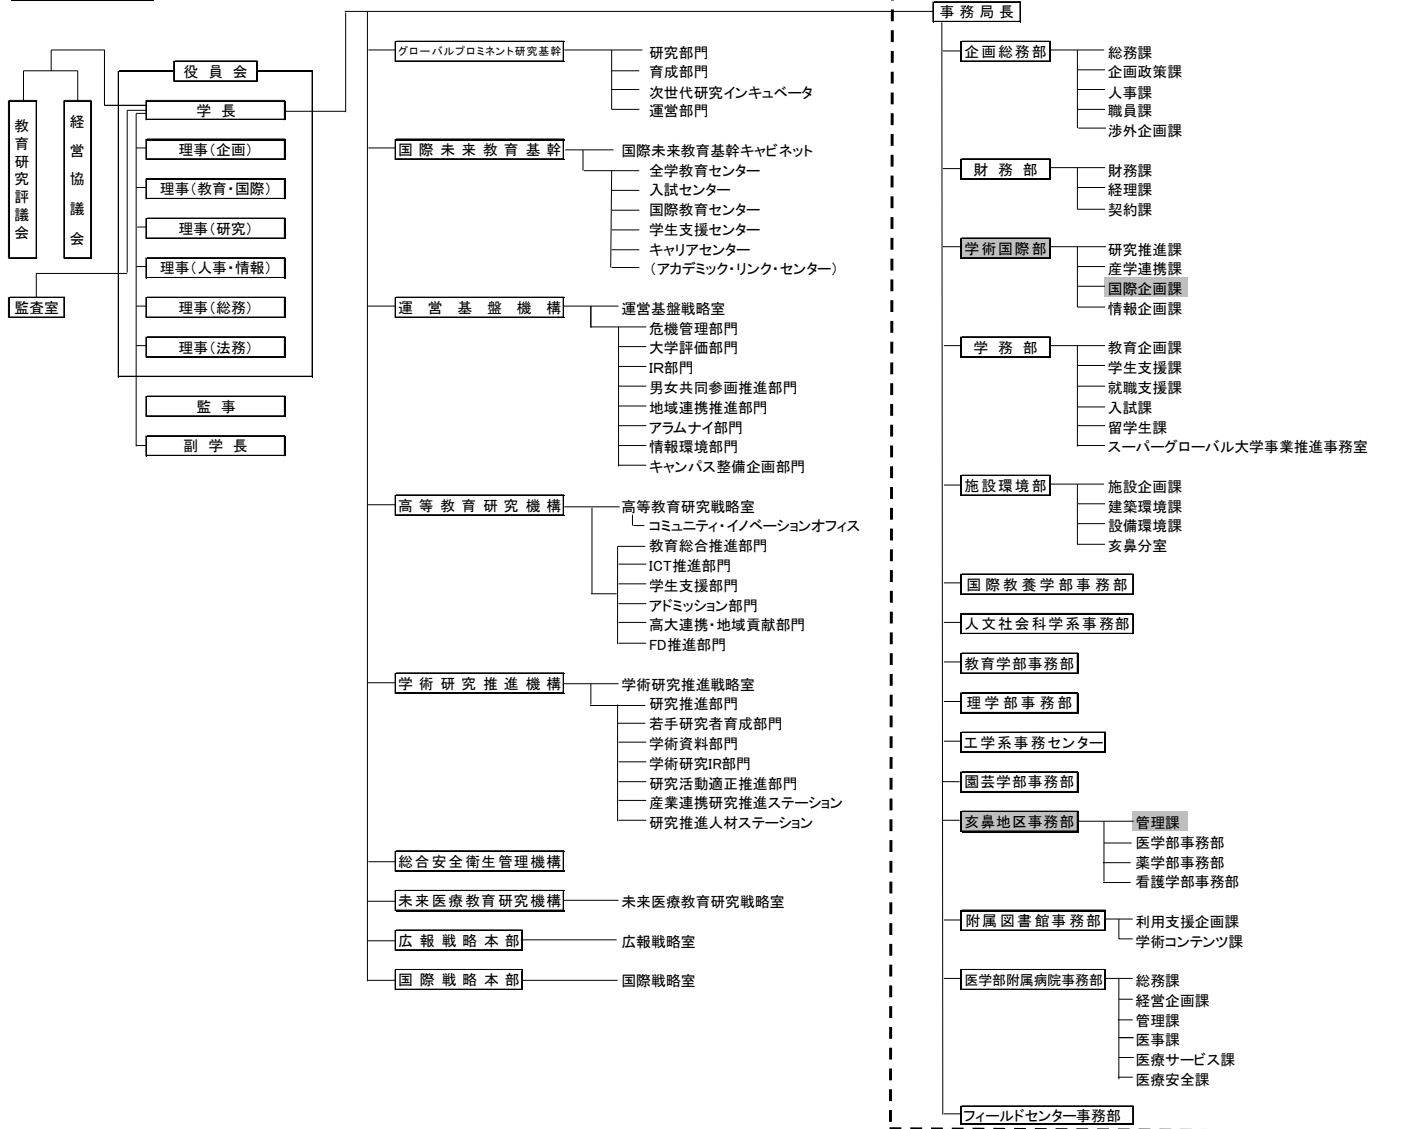 教育研究評議会
経営協議会
監査室
役員会
学長
理事(企画)
理事(教育・国際)
理事(研究)
理事(人事・情報)
理事(総務)
理事(法務)
監事
副学長
グローバルプロミネント研究基幹
研究部門
育成部門
次世代研究インキュベータ
運営部門
国際未来教育基幹
国際未来教育基幹キャビネット
全学教育センター
入試センター
国際教育センター
学生支援センター
キャリアセンター
(アカデミック・リンク・センター)
運営基盤機構
運営基盤戦略室
危機管理部門
大学評価部門
IR部門
男女共同参画推進部門
地域連携推進部門
アラムナイ部門
情報環境部門
キャンパス整備企画部門
高等教育研究機構
高等教育研究戦略室
コミュニティ・イノベーションオフィス
教育総合推進部門
ICT推進部門
学生支援部門
アドミッション部門
高大連携・地域貢献部門
FD推進部門
学術研究推進機構
学術研究推進戦略室
研究推進部門
若手研究者育成部門
学術資料部門
学術研究IR部門
研究活動適正推進部門
産業連携研究推進ステーション
研究推進人材ステーション
総合安全衛生管理機構
未来医療教育研究機構
未来医療教育研究戦略室
広報戦略本部
広報戦略室
国際戦略本部
国際戦略室
事務局長
企画総務部
総務課
企画政策課
人事課
職員課
渉外企画課
財務部
財務課
経理課
契約課
学術国際部
研究推進課
産学連携課
国際企画課
情報企画課
学務部
教育企画課
学生支援課
就職支援課
入試課
留学生課
スーパーグローバル大学事業推進事務室
施設環境部
施設企画課
建築環境課
設備環境課
亥鼻分室
国際教養学部事務部
人文社会科学系事務部
教育学部事務部
理学部事務部
工学系事務センター
園芸学部事務部
亥鼻地区事務部
管理課
医学部事務部
薬学部事務部
看護学部事務部
附属図書館事務部
利用支援企画課
学術コンテンツ課
医学部附属病院事務部
総務課
経営企画課
管理課
医事課
医療サービス課
医療安全課
フィールドセンター事務部